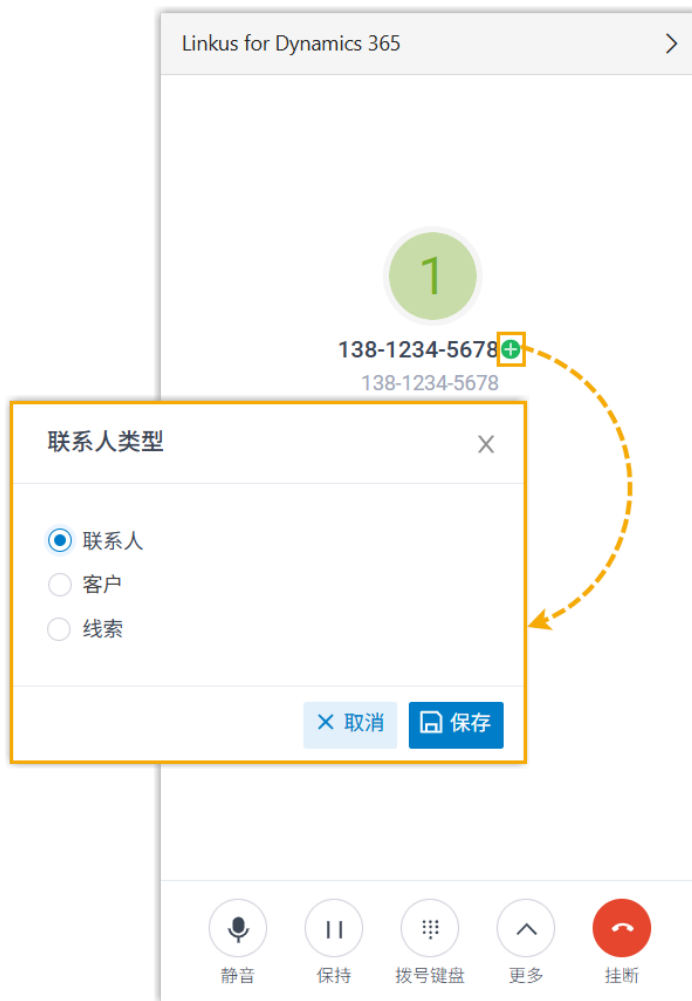 Linkus for Dynamics 365
1
138-1234-5678
138-1234-5678
联系人类型
联系人
客户
线索
取消 保存
静音 保持 拨号键盘 更多 挂断